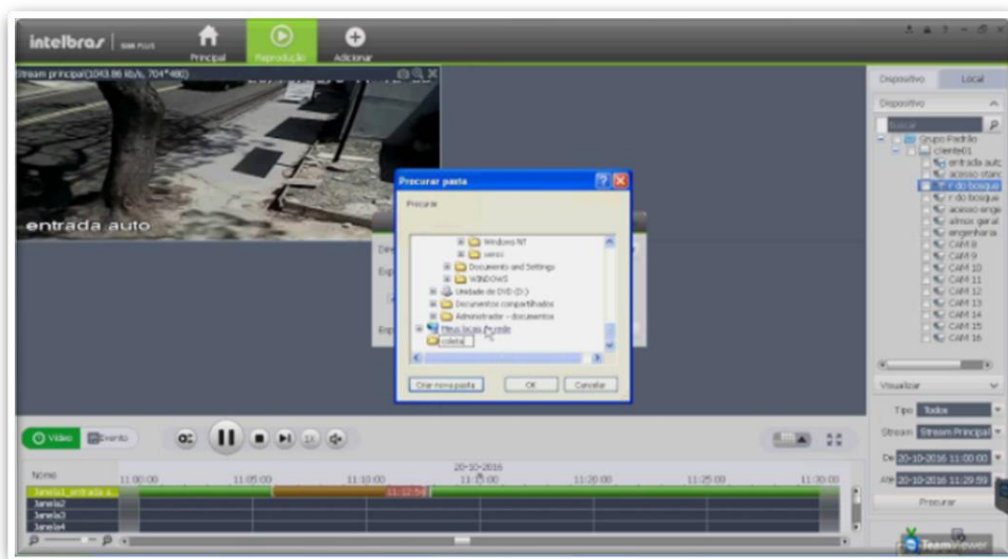 intelbras
SIM PLUS
Principal
Reprodução
Adicionar
Stream principal(1043.86 kb/s, 704*480)
entrada auto
Procurar pasta
Procurar
Windows NT
xerox
Documents and Settings
WINDOWS
Unidade de DVD (D:)
Documentos compartilhados
Administrador - documentos
Meus locais de rede
coleta
Criar nova pasta
OK
Cancelar
Dispositivo
Local
Dispositivo
buscar
Grupo Padrão
cliente01
entrada autc
acesso stanc
r do bosque
r do bosque
acesso enge
almox geral
engenharia
CAM 8
CAM 9
CAM 10
CAM 11
CAM 12
CAM 13
CAM 14
CAM 15
CAM 16
Visualizar
Tipo Todos
Stream Stream Principal
De 20-10-2016 11:00:00
Até 20-10-2016 11:29:59
Procurar
Vídeo
Evento
1X
20-10-2016
Nome
11:00:00
11:05:00
11:10:00
11:15:00
11:20:00
11:25:00
11:30:00
Janela1_entrada a...
11:12:54
Janela2
Janela3
Janela4
TeamViewer